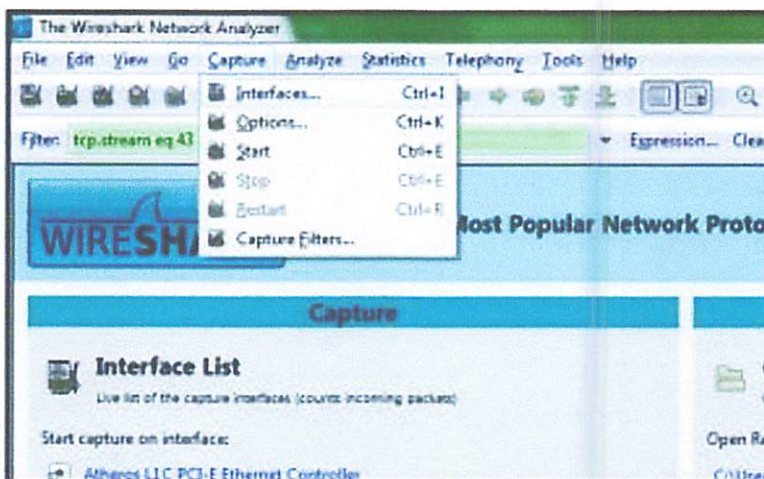 The Wireshark Network Analyzer
File Edit View Go Capture Analyze Statistics Telephony Tools Help
Interfaces... Ctrl+I
Options... Ctrl+K
Start Ctrl+E
Stop Ctrl+E
Restart Ctrl+R
Capture Filters...
Filter: tcp.stream eq 43
Expression... Clea
WIRESHA
Most Popular Network Proto
Capture
Interface List
Live list of the capture interfaces (counts incoming packets)
Start capture on interface:
Open Re
Atheros L1C PCI-E Ethernet Controller
C:\Use